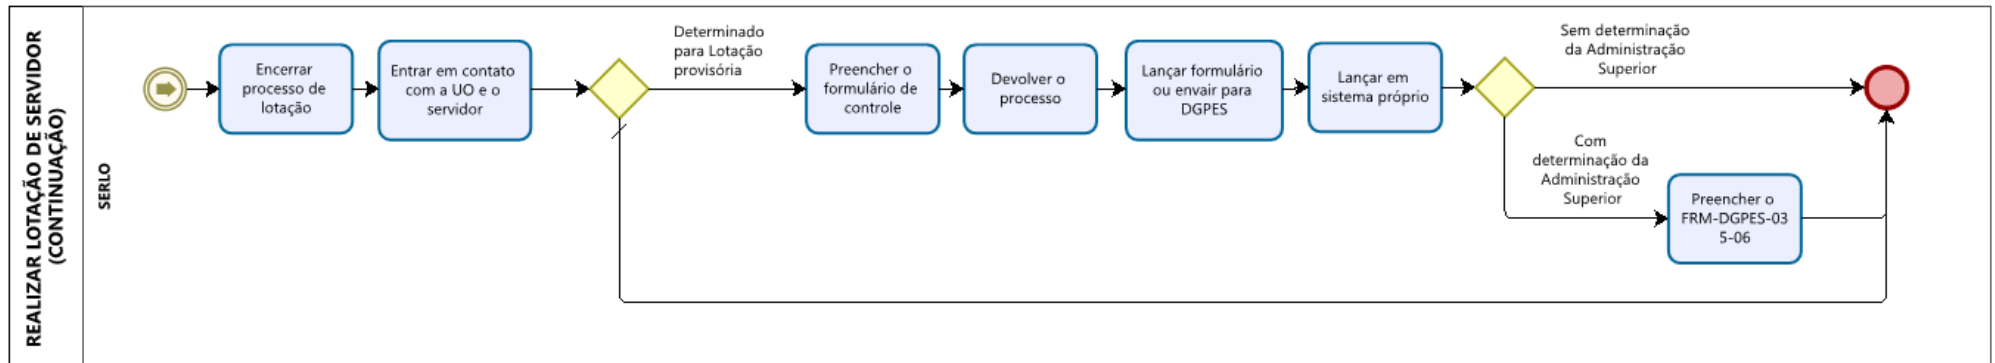 REALIZAR LOTAÇÃO DE SERVIDOR
(CONTINUAÇÃO)
SERLO
Encerrar
processo de
lotação
Entrar em contato
com a UO e o
servidor
Determinado
para Lotação
provisória
Preencher o
formulário de
controle
Devolver o
processo
Lançar formulário
ou envair para
DGPES
Lançar em
sistema próprio
Sem determinação
da Administração
Superior
Com
determinação da
Administração
Superior
Preencher o
FRM-DGPES-03
5-06